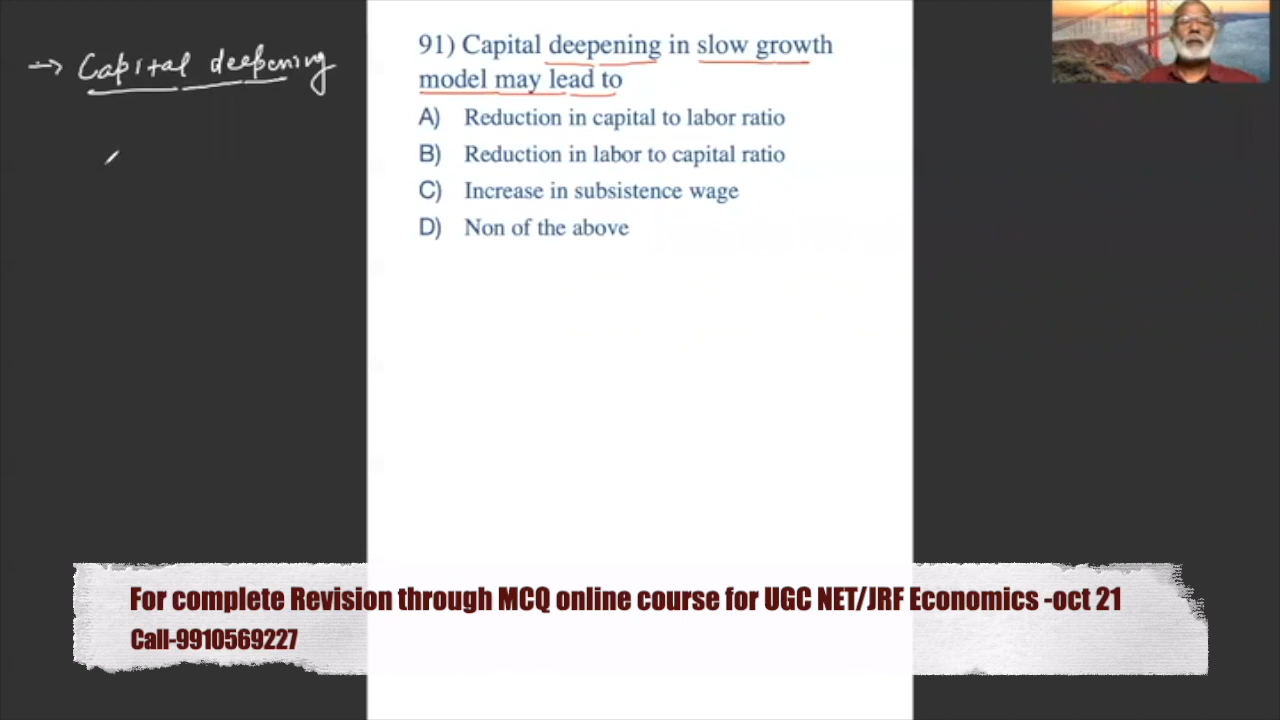 → Capital deepening
91) Capital deepening in slow growth
model may lead to
A) Reduction in capital to labor ratio
B) Reduction in labor to capital ratio
C) Increase in subsistence wage
D) Non of the above
For complete Revision through MCQ online course for UGC NET/JRF Economics -oct 21
Call-9910569227